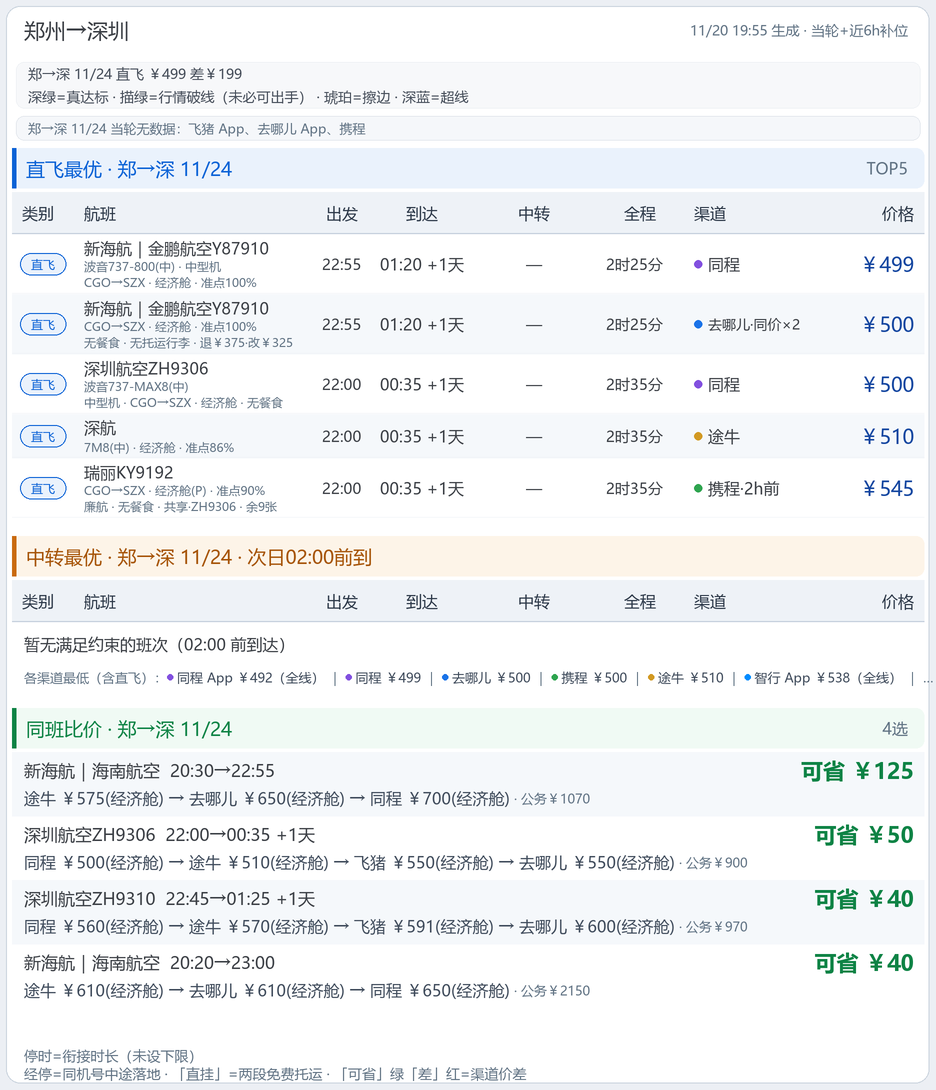 郑州→深圳
11/20 19:55 生成 · 当轮+近6h补位
郑→深 11/24 直飞 ￥499 差￥199
深绿=真达标 · 描绿=行情破线（未必可出手） · 琥珀=擦边 · 深蓝=超线
郑→深 11/24 当轮无数据：飞猪 App、去哪儿 App、携程
直飞最优 · 郑→深 11/24 TOP5
类别 航班 出发 到达 中转 全程 渠道 价格
新海航｜金鹏航空Y87910
直飞 波音737-800(中) · 中型机 22:55 01:20 +1天 — 2时25分 同程 ￥499
CGO→SZX · 经济舱 · 准点100%
新海航｜金鹏航空Y87910
直飞 CGO→SZX · 经济舱 · 准点100% 22:55 01:20 +1天 — 2时25分 去哪儿·同价×2 ￥500
无餐食 · 无托运行李 · 退￥375·改￥325
深圳航空ZH9306
直飞 波音737-MAX8(中) 22:00 00:35 +1天 — 2时35分 同程 ￥500
中型机 · CGO→SZX · 经济舱 · 无餐食
深航
直飞 7M8(中) · 经济舱 · 准点86% 22:00 00:35 +1天 — 2时35分 途牛 ￥510
瑞丽KY9192
直飞 CGO→SZX · 经济舱(P) · 准点90% 22:00 00:35 +1天 — 2时35分 携程·2h前 ￥545
廉航 · 无餐食 · 共享·ZH9306 · 余9张
中转最优 · 郑→深 11/24 · 次日02:00前到
类别 航班 出发 到达 中转 全程 渠道 价格
暂无满足约束的班次（02:00 前到达）
各渠道最低（含直飞）: 同程 App ￥492（全线） ｜ 同程 ￥499 ｜ 去哪儿 ￥500 ｜ 携程 ￥500 ｜ 途牛 ￥510 ｜ 智行 App ￥538（全线） ｜ …
同班比价 · 郑→深 11/24 4选
新海航｜海南航空 20:30→22:55 可省 ￥125
途牛 ￥575(经济舱) → 去哪儿 ￥650(经济舱) → 同程 ￥700(经济舱) · 公务￥1070
深圳航空ZH9306 22:00→00:35 +1天 可省 ￥50
同程 ￥500(经济舱) → 途牛 ￥510(经济舱) → 飞猪 ￥550(经济舱) → 去哪儿 ￥550(经济舱) · 公务￥900
深圳航空ZH9310 22:45→01:25 +1天 可省 ￥40
同程 ￥560(经济舱) → 途牛 ￥570(经济舱) → 飞猪 ￥591(经济舱) → 去哪儿 ￥600(经济舱) · 公务￥970
新海航｜海南航空 20:20→23:00 可省 ￥40
途牛 ￥610(经济舱) → 去哪儿 ￥610(经济舱) → 同程 ￥650(经济舱) · 公务￥2150
停时=衔接时长（未设下限）
经停=同机号中途落地 · 「直挂」=两段免费托运 · 「可省」绿「差」红=渠道价差